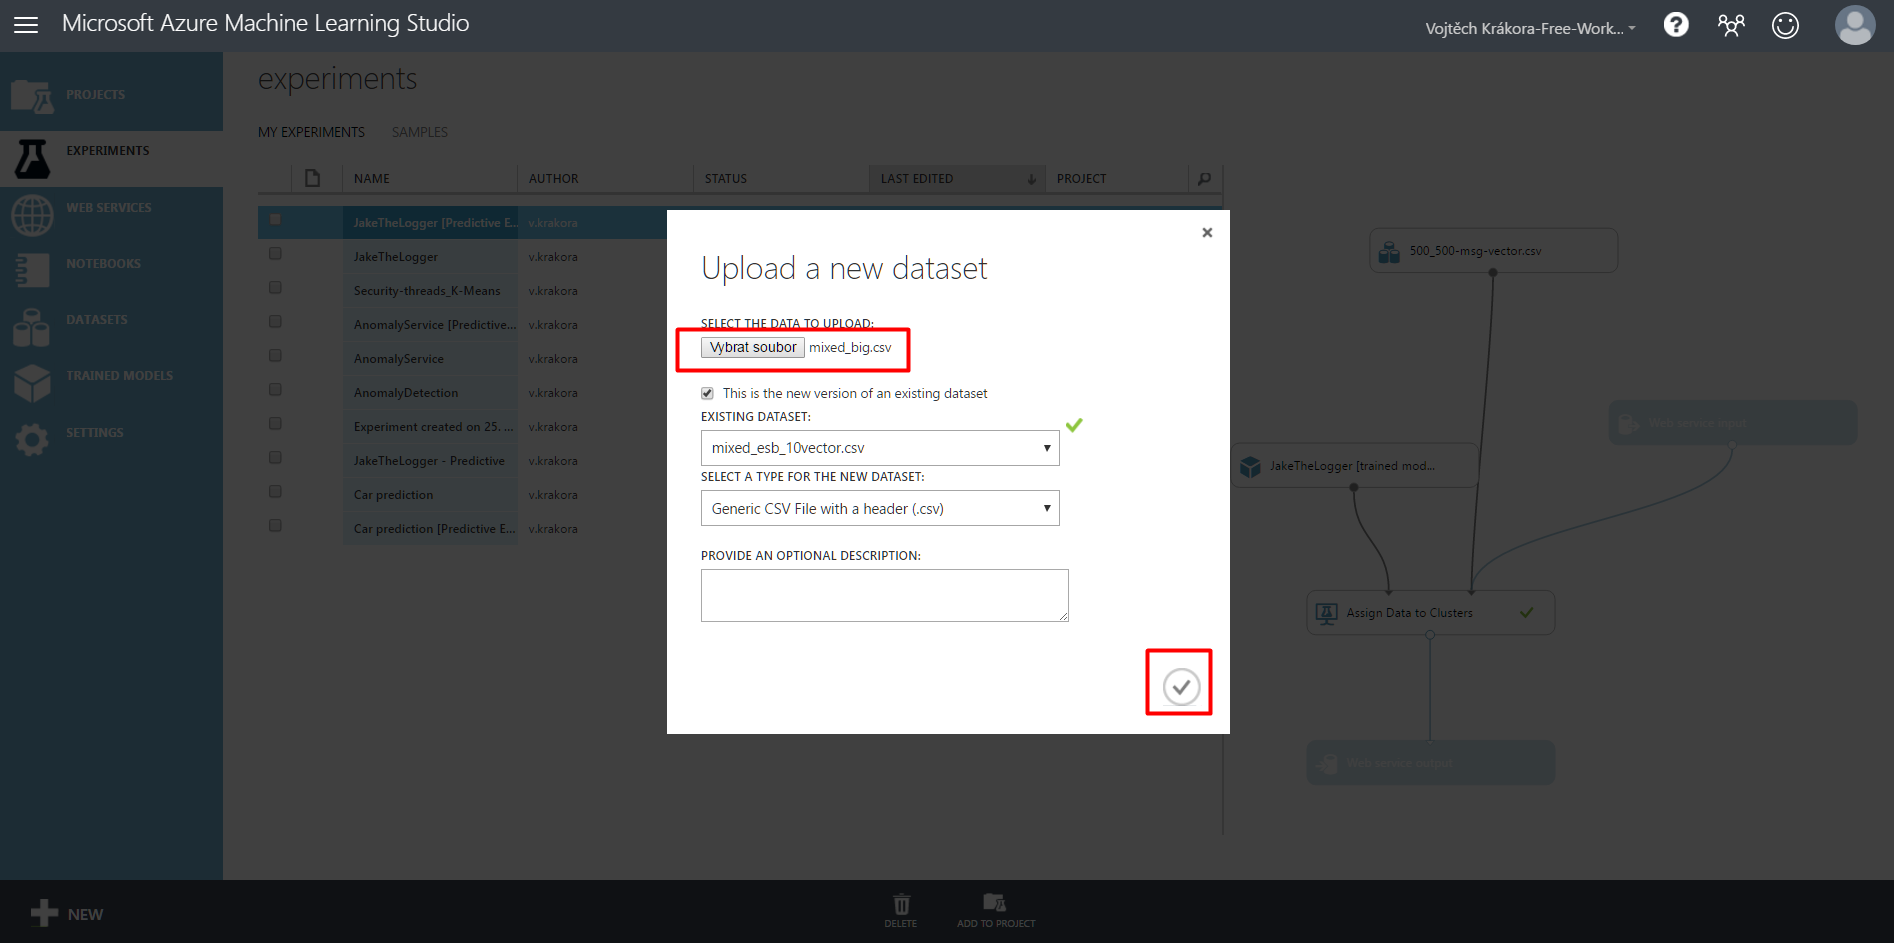 Microsoft Azure Machine Learning Studio
Vojtěch Krákora-Free-Work...
PROJECTS
EXPERIMENTS
WEB SERVICES
NOTEBOOKS
DATASETS
TRAINED MODELS
SETTINGS
experiments
MY EXPERIMENTS SAMPLES
NAME AUTHOR STATUS LAST EDITED PROJECT
JakeTheLogger [Predictive E... v.krakora
JakeTheLogger v.krakora
Security-threads_K-Means v.krakora
AnomalyService [Predictive... v.krakora
AnomalyService v.krakora
AnomalyDetection v.krakora
Experiment created on 25. ... v.krakora
JakeTheLogger - Predictive v.krakora
Car prediction v.krakora
Car prediction [Predictive E... v.krakora
Upload a new dataset
SELECT THE DATA TO UPLOAD:
Vybrat soubor mixed_big.csv
This is the new version of an existing dataset
EXISTING DATASET:
mixed_esb_10vector.csv
SELECT A TYPE FOR THE NEW DATASET:
Generic CSV File with a header (.csv)
PROVIDE AN OPTIONAL DESCRIPTION:
500_500-msg-vector.csv
Web service input
JakeTheLogger [trained mod...
Assign Data to Clusters
Web service output
NEW
DELETE
ADD TO PROJECT